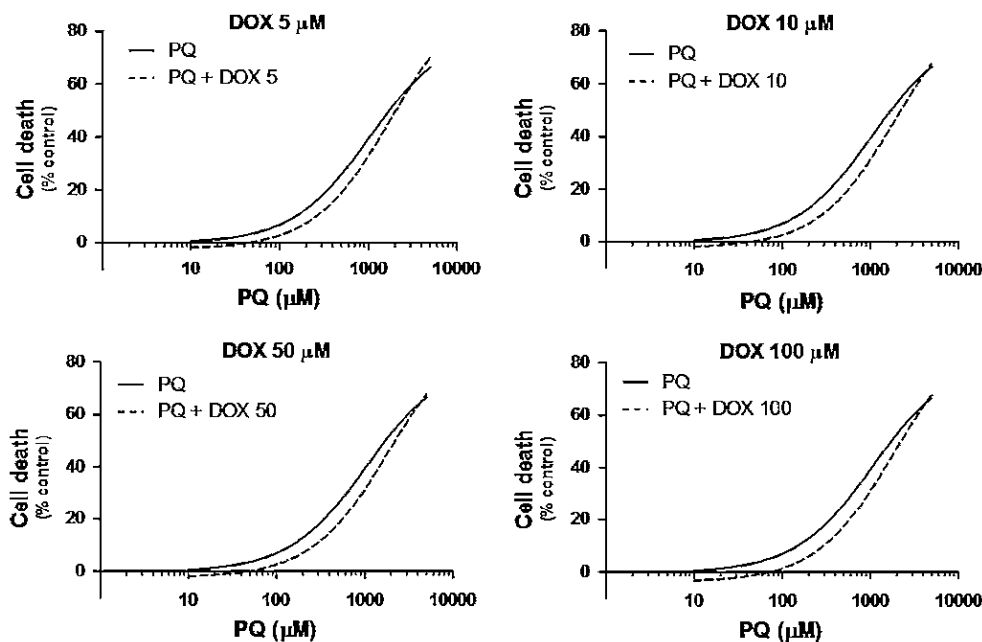 DOX 5 μM
PQ
PQ + DOX 5
80
60
40
20
0
Cell death
(% control)
10 100 1000 10000
PQ (μM)
DOX 10 μM
PQ
PQ + DOX 10
80
60
40
20
0
Cell death
(% control)
10 100 1000 10000
PQ (μM)
DOX 50 μM
PQ
PQ + DOX 50
80
60
40
20
0
Cell death
(% control)
10 100 1000 10000
PQ (μM)
DOX 100 μM
PQ
PQ + DOX 100
80
60
40
20
0
Cell death
(% control)
10 100 1000 10000
PQ (μM)